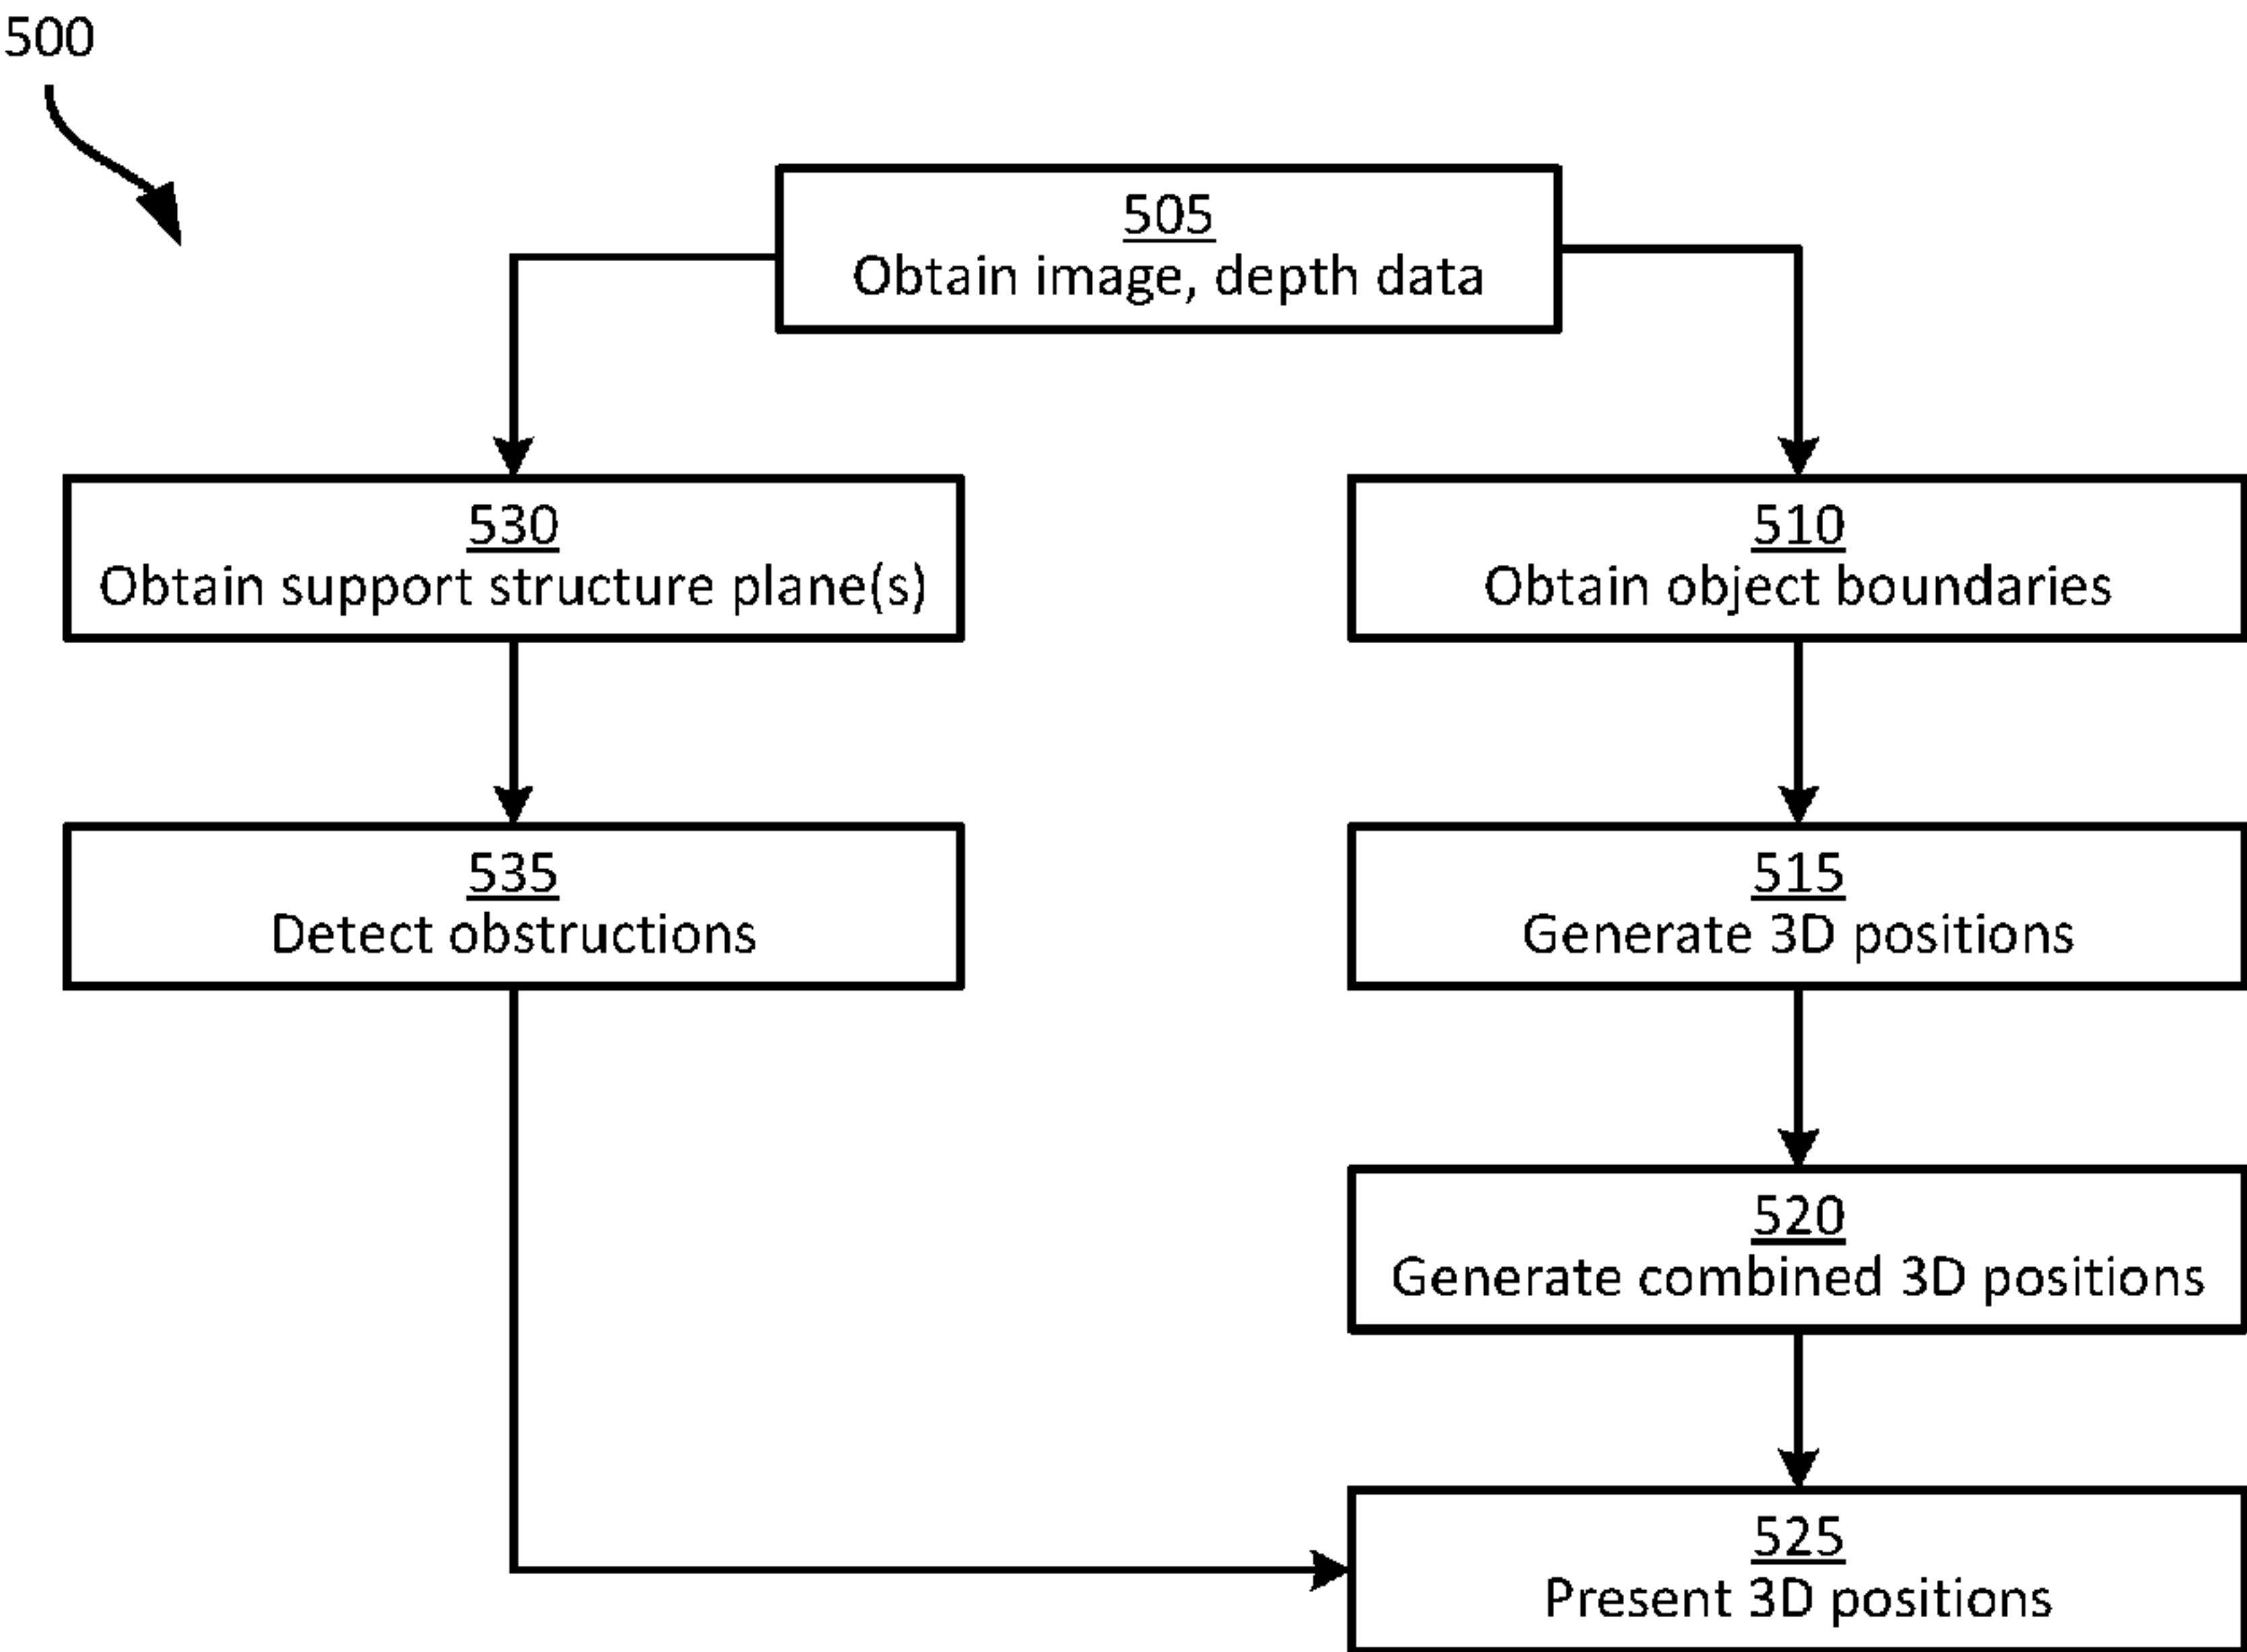 500
505
Obtain image, depth data
530
Obtain support structure plane(s)
510
Obtain object boundaries
535
Detect obstructions
515
Generate 3D positions
520
Generate combined 3D positions
525
Present 3D positions